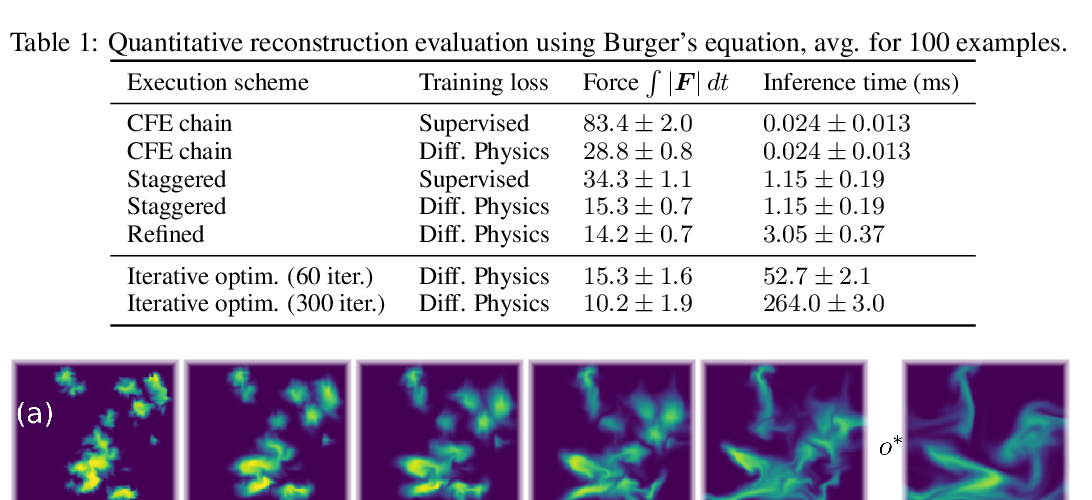 Table 1: Quantitative reconstruction evaluation using Burger's equation, avg. for 100 examples.
Execution scheme Training loss Force ∫ |F| dt Inference time (ms)
CFE chain Supervised 83.4 ± 2.0 0.024 ± 0.013
CFE chain Diff. Physics 28.8 ± 0.8 0.024 ± 0.013
Staggered Supervised 34.3 ± 1.1 1.15 ± 0.19
Staggered Diff. Physics 15.3 ± 0.7 1.15 ± 0.19
Refined Diff. Physics 14.2 ± 0.7 3.05 ± 0.37
Iterative optim. (60 iter.) Diff. Physics 15.3 ± 1.6 52.7 ± 2.1
Iterative optim. (300 iter.) Diff. Physics 10.2 ± 1.9 264.0 ± 3.0
(a)
o*